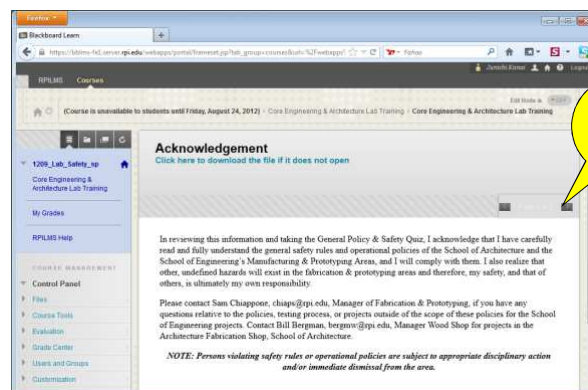 Firefox
Blackboard Learn
https://bblms-fe1.server.rpi.edu/webapps/portal/frameset.jsp?tab_group=courses&url=%2Fwebapps%
Yahoo
RPILMS Courses
Edit Mode is
(Course is unavailable to students until Friday, August 24, 2012) Core Engineering & Architecture Lab Training Core Engineering & Architecture Lab Training
1209_Lab_Safety_sp
Core Engineering &
Architecture Lab Training
My Grades
RPILMS Help
COURSE MANAGEMENT
Control Panel
Files
Course Tools
Evaluation
Grade Center
Users and Groups
Customization
Acknowledgement
Click here to download the file if it does not open
In reviewing this information and taking the General Policy & Safety Quiz, I acknowledge that I have carefully
read and fully understand the general safety rules and operational policies of the School of Architecture and the
School of Engineering's Manufacturing & Prototyping Areas, and I will comply with them. I also realize that
other, undefined hazards will exist in the fabrication & prototyping areas and therefore, my safety, and that of
others, is ultimately my own responsibility.
Please contact Sam Chiappone, chiaps@rpi.edu, Manager of Fabrication & Prototyping, if you have any
questions relative to the policies, testing process, or projects outside of the scope of these policies for the School
of Engineering projects. Contact Bill Bergman, bergmw@rpi.edu, Manager Wood Shop for projects in the
Architecture Fabrication Shop, School of Architecture.
NOTE: Persons violating safety rules or operational policies are subject to appropriate disciplinary action
and/or immediate dismissal from the area.